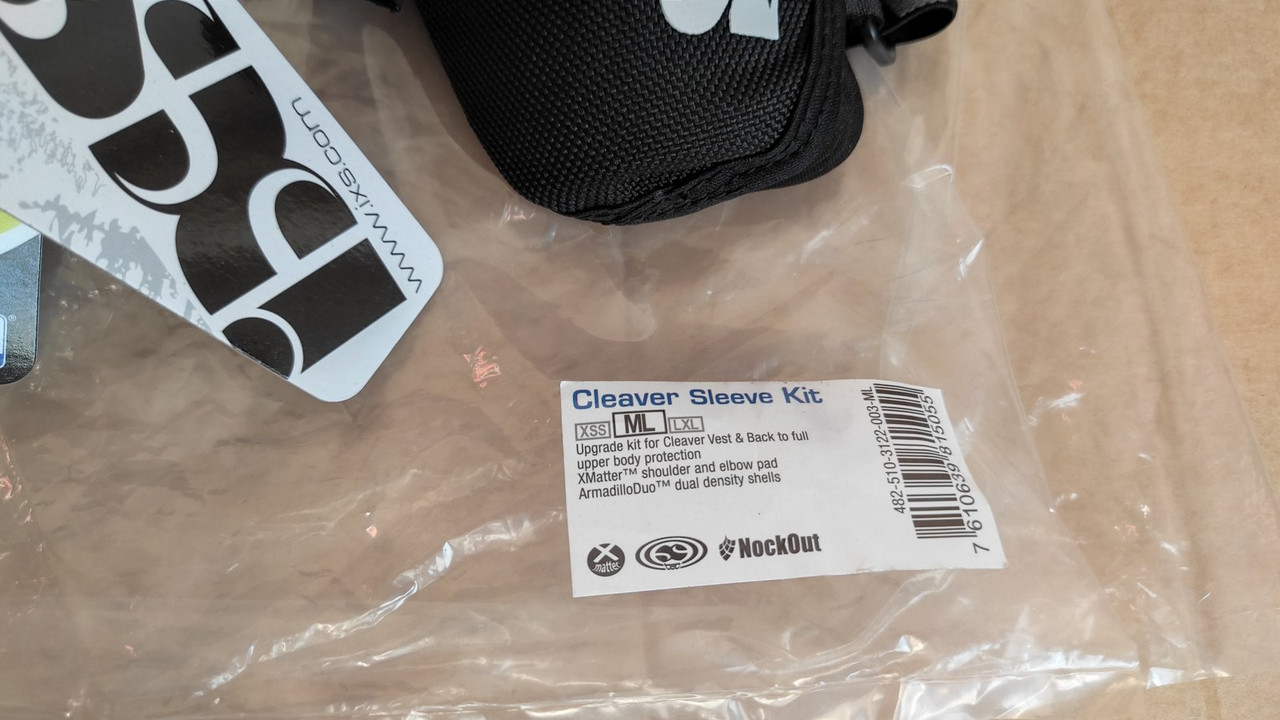 www.ixs.com
Cleaver Sleeve Kit
XSS ML LXL
Upgrade kit for Cleaver Vest & Back to full
upper body protection
XMatter™ shoulder and elbow pad
ArmadilloDuo™ dual density shells
X matter
NockOut
482-510-3122-003-ML
7 610639 815055